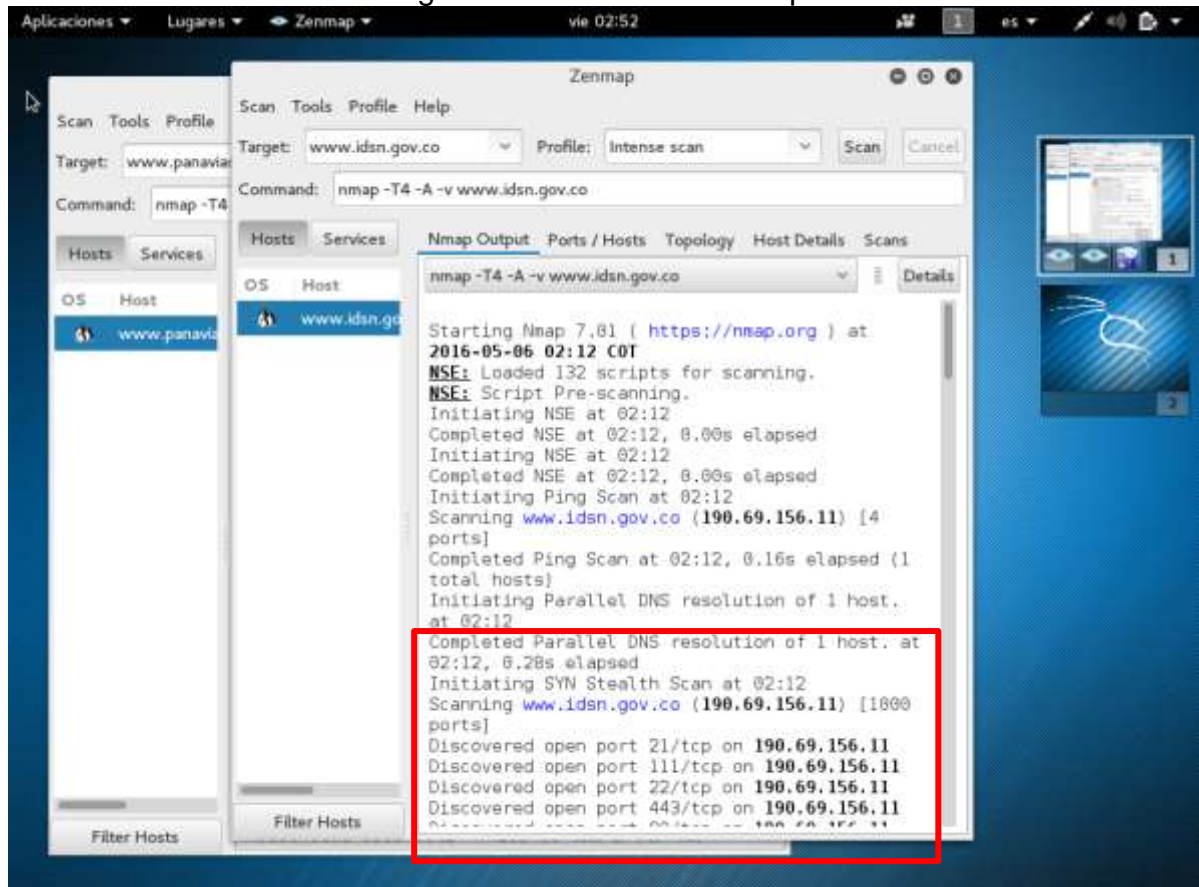 Aplicaciones Lugares Zenmap vie 02:52 1 es
Zenmap
Scan Tools Profile Help
Target: www.idsn.gov.co Profile: Intense scan Scan Cancel
Command: nmap -T4 -A -v www.idsn.gov.co
Hosts Services
OS Host
www.idsn.go
Filter Hosts
Nmap Output Ports / Hosts Topology Host Details Scans
nmap -T4 -A -v www.idsn.gov.co Details
Starting Nmap 7.01 ( https://nmap.org ) at
2016-05-06 02:12 COT
NSE: Loaded 132 scripts for scanning.
NSE: Script Pre-scanning.
Initiating NSE at 02:12
Completed NSE at 02:12, 0.00s elapsed
Initiating NSE at 02:12
Completed NSE at 02:12, 0.00s elapsed
Initiating Ping Scan at 02:12
Scanning www.idsn.gov.co (190.69.156.11) [4
ports]
Completed Ping Scan at 02:12, 0.16s elapsed (1
total hosts)
Initiating Parallel DNS resolution of 1 host.
at 02:12
Completed Parallel DNS resolution of 1 host. at
02:12, 0.28s elapsed
Initiating SYN Stealth Scan at 02:12
Scanning www.idsn.gov.co (190.69.156.11) [1000
ports]
Discovered open port 21/tcp on 190.69.156.11
Discovered open port 111/tcp on 190.69.156.11
Discovered open port 22/tcp on 190.69.156.11
Discovered open port 443/tcp on 190.69.156.11
Scan Tools Profile
Target: www.panavia
Command: nmap -T4
Hosts Services
OS Host
www.panavia
Filter Hosts
1
2